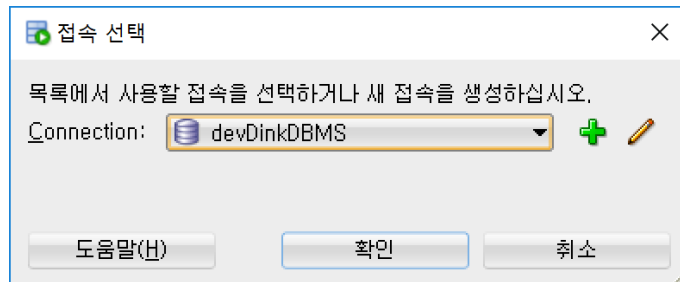 접속 선택
목록에서 사용할 접속을 선택하거나 새 접속을 생성하십시오.
Connection: devDinkDBMS
도움말(H) 확인 취소